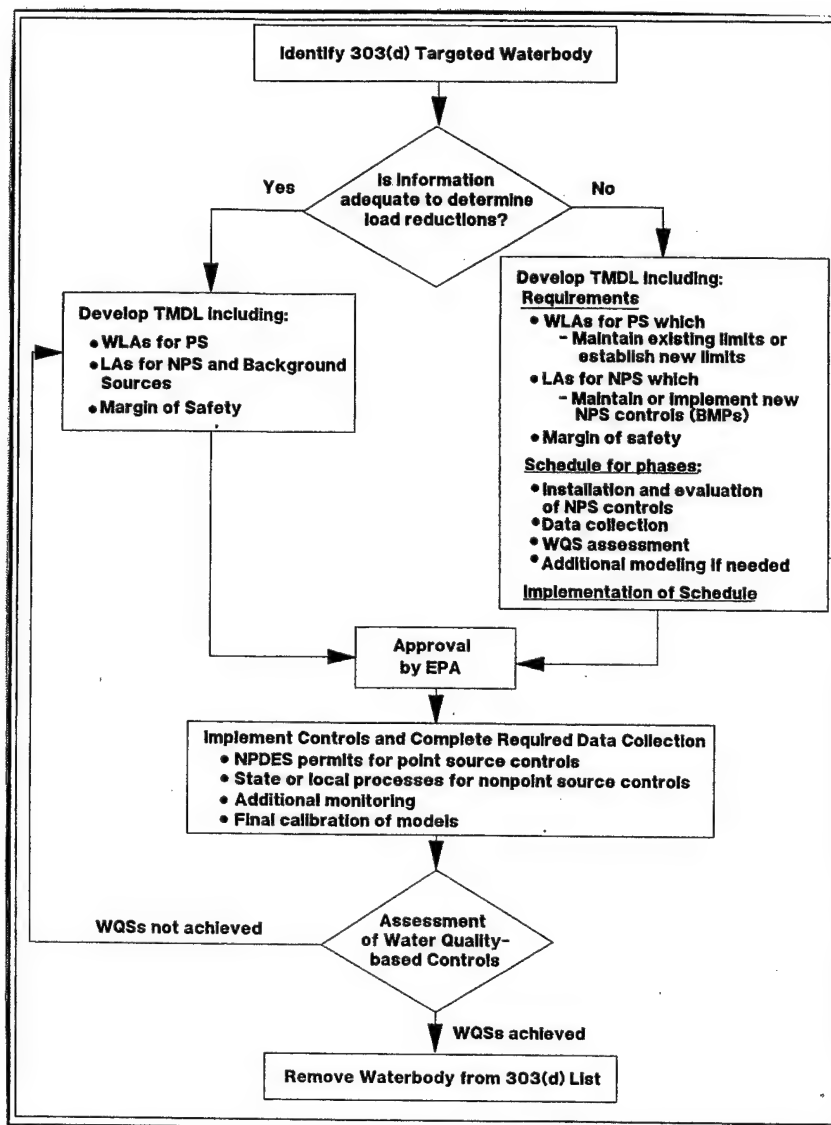 Identify 303(d) Targeted Waterbody
Is Information
adequate to determine
load reductions?
Yes
No
Develop TMDL Including:
• WLAs for PS
• LAs for NPS and Background
Sources
• Margin of Safety
Develop TMDL Including:
Requirements
• WLAs for PS which
- Maintain existing limits or
establish new limits
• LAs for NPS which
- Maintain or implement new
NPS controls (BMPs)
• Margin of safety
Schedule for phases:
• Installation and evaluation
of NPS controls
• Data collection
• WQS assessment
• Additional modeling if needed
Implementation of Schedule
Approval
by EPA
Implement Controls and Complete Required Data Collection
• NPDES permits for point source controls
• State or local processes for nonpoint source controls
• Additional monitoring
• Final calibration of models
Assessment
of Water Quality-
based Controls
WQSs not achieved
WQSs achieved
Remove Waterbody from 303(d) List